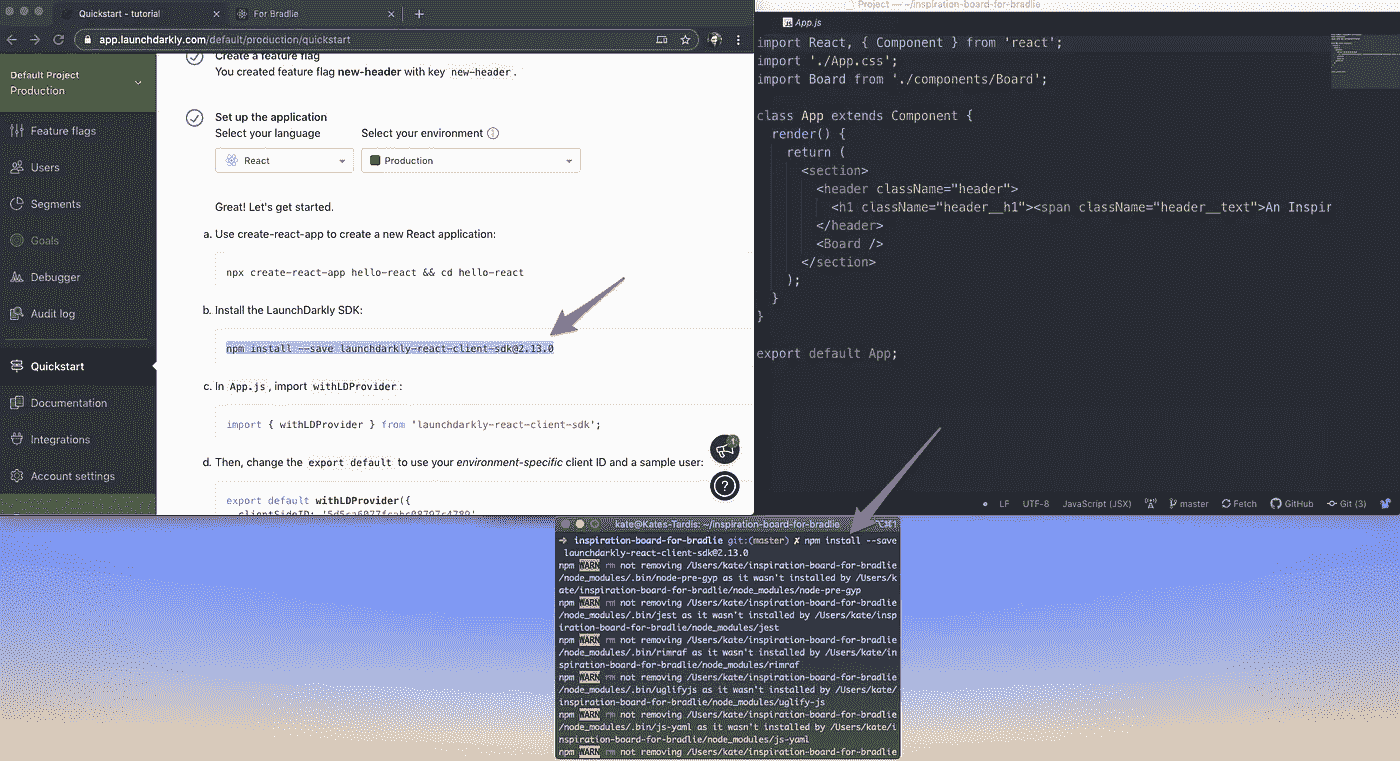 Quickstart - tutorial
For Bradlie
app.launchdarkly.com/default/production/quickstart
Default Project
Production
Feature flags
Users
Segments
Goals
Debugger
Audit log
Quickstart
Documentation
Integrations
Account settings
Create a feature flag
You created feature flag new-header with key new-header.
Set up the application
Select your language
Select your environment
React
Production
Great! Let's get started.
a. Use create-react-app to create a new React application:
npx create-react-app hello-react && cd hello-react
b. Install the LaunchDarkly SDK:
npm install --save launchdarkly-react-client-sdk@2.13.0
c. In App.js, import withLDProvider:
import { withLDProvider } from 'launchdarkly-react-client-sdk';
d. Then, change the export default to use your environment-specific client ID and a sample user:
export default withLDProvider({
1
?
Project — ~/inspiration-board-for-bradlie
App.js
import React, { Component } from 'react';
import './App.css';
import Board from './components/Board';
class App extends Component {
render() {
return (
<section>
<header className="header">
<h1 className="header__h1"><span className="header__text">An Inspir
</header>
<Board />
</section>
);
}
}
export default App;
LF UTF-8 JavaScript (JSX) master Fetch GitHub Git (3)
kate@Kates-Tardis: ~/inspiration-board-for-bradlie ⌥⌘1
➜ inspiration-board-for-bradlie git:(master) ✗ npm install --save
launchdarkly-react-client-sdk@2.13.0
npm WARN rm not removing /Users/kate/inspiration-board-for-bradlie
/node_modules/.bin/node-pre-gyp as it wasn't installed by /Users/k
ate/inspiration-board-for-bradlie/node_modules/node-pre-gyp
npm WARN rm not removing /Users/kate/inspiration-board-for-bradlie
/node_modules/.bin/jest as it wasn't installed by /Users/kate/insp
iration-board-for-bradlie/node_modules/jest
npm WARN rm not removing /Users/kate/inspiration-board-for-bradlie
/node_modules/.bin/rimraf as it wasn't installed by /Users/kate/in
spiration-board-for-bradlie/node_modules/rimraf
npm WARN rm not removing /Users/kate/inspiration-board-for-bradlie
/node_modules/.bin/uglifyjs as it wasn't installed by /Users/kate/
inspiration-board-for-bradlie/node_modules/uglify-js
npm WARN rm not removing /Users/kate/inspiration-board-for-bradlie
/node_modules/.bin/js-yaml as it wasn't installed by /Users/kate/i
nspiration-board-for-bradlie/node_modules/js-yaml
npm WARN rm not removing /Users/kate/inspiration-board-for-bradlie